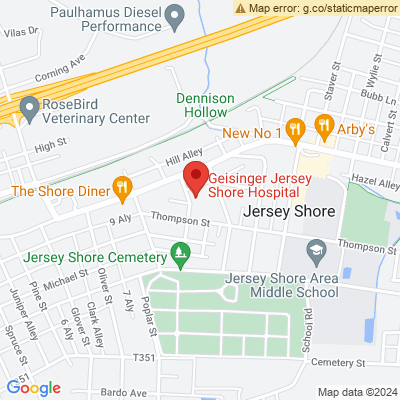 Map error: g.co/staticmaperror
Paulhamus Diesel
Performance
Vilas Dr
Corning Ave
Staver St
Wylie St
Bubb Ln
Calvert St
RoseBird
Veterinary Center
Dennison
Hollow
New No 1
Arby's
High St
Hill Alley
Geisinger Jersey
Shore Hospital
Hazel Alley
The Shore Diner
9 Aly
Thompson St
Jersey Shore
Thompson St
Jersey Shore Cemetery
Jersey Shore Area
Middle School
Michael St
Oliver St
7 Aly
Pine St
Juniper Alley
Glover St
Clark Alley
6 Aly
Poplar St
Spruce St
School Rd
T351
Cemetery St
Bardo Ave
T351
Google
Map data ©2024